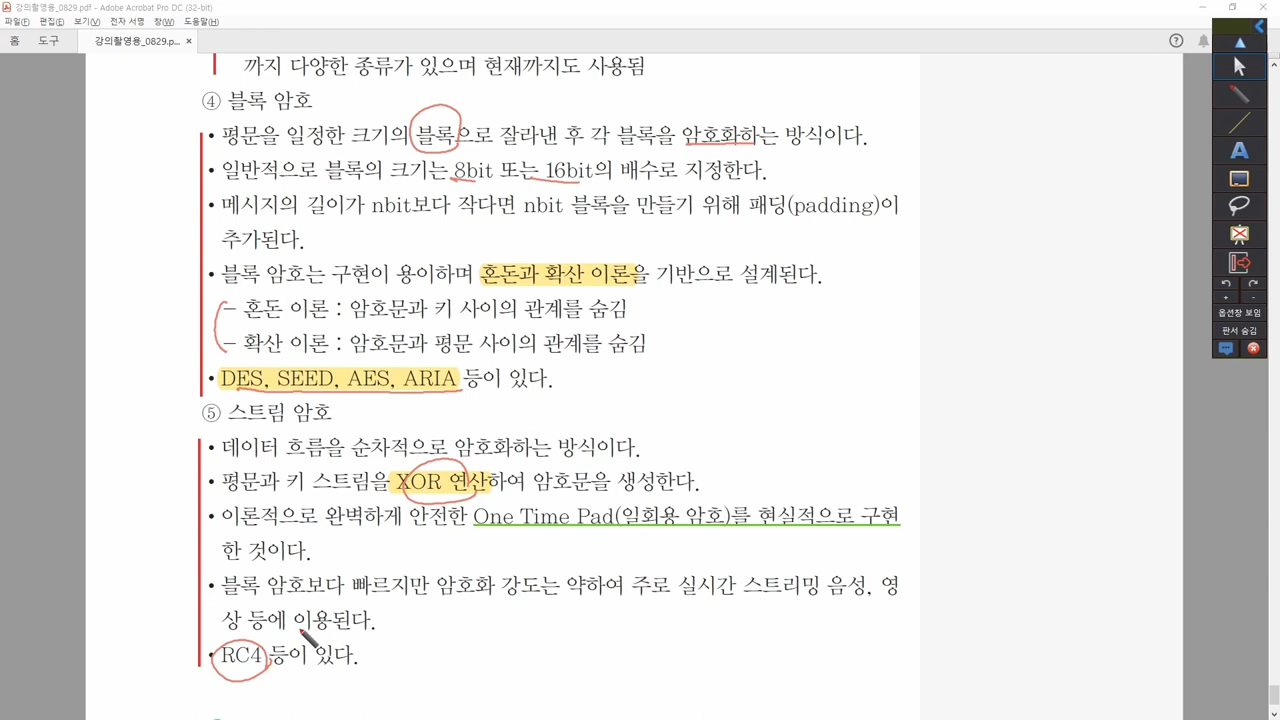 강의촬영용_0829.pdf - Adobe Acrobat Pro DC (32-bit)
파일(F) 편집(E) 보기(V) 전자 서명 창(W) 도움말(H)
홈 도구 강의촬영용_0829.p... ×
까지 다양한 종류가 있으며 현재까지도 사용됨
④ 블록 암호
• 평문을 일정한 크기의 블록으로 잘라낸 후 각 블록을 암호화하는 방식이다.
• 일반적으로 블록의 크기는 8bit 또는 16bit의 배수로 지정한다.
• 메시지의 길이가 nbit보다 작다면 nbit 블록을 만들기 위해 패딩(padding)이
추가된다.
• 블록 암호는 구현이 용이하며 혼돈과 확산 이론을 기반으로 설계된다.
- 혼돈 이론 : 암호문과 키 사이의 관계를 숨김
- 확산 이론 : 암호문과 평문 사이의 관계를 숨김
• DES, SEED, AES, ARIA 등이 있다.
⑤ 스트림 암호
• 데이터 흐름을 순차적으로 암호화하는 방식이다.
• 평문과 키 스트림을 XOR 연산하여 암호문을 생성한다.
• 이론적으로 완벽하게 안전한 One Time Pad(일회용 암호)를 현실적으로 구현
한 것이다.
• 블록 암호보다 빠르지만 암호화 강도는 약하여 주로 실시간 스트리밍 음성, 영
상 등에 이용된다.
• RC4 등이 있다.
옵션창 보임
판서 숨김